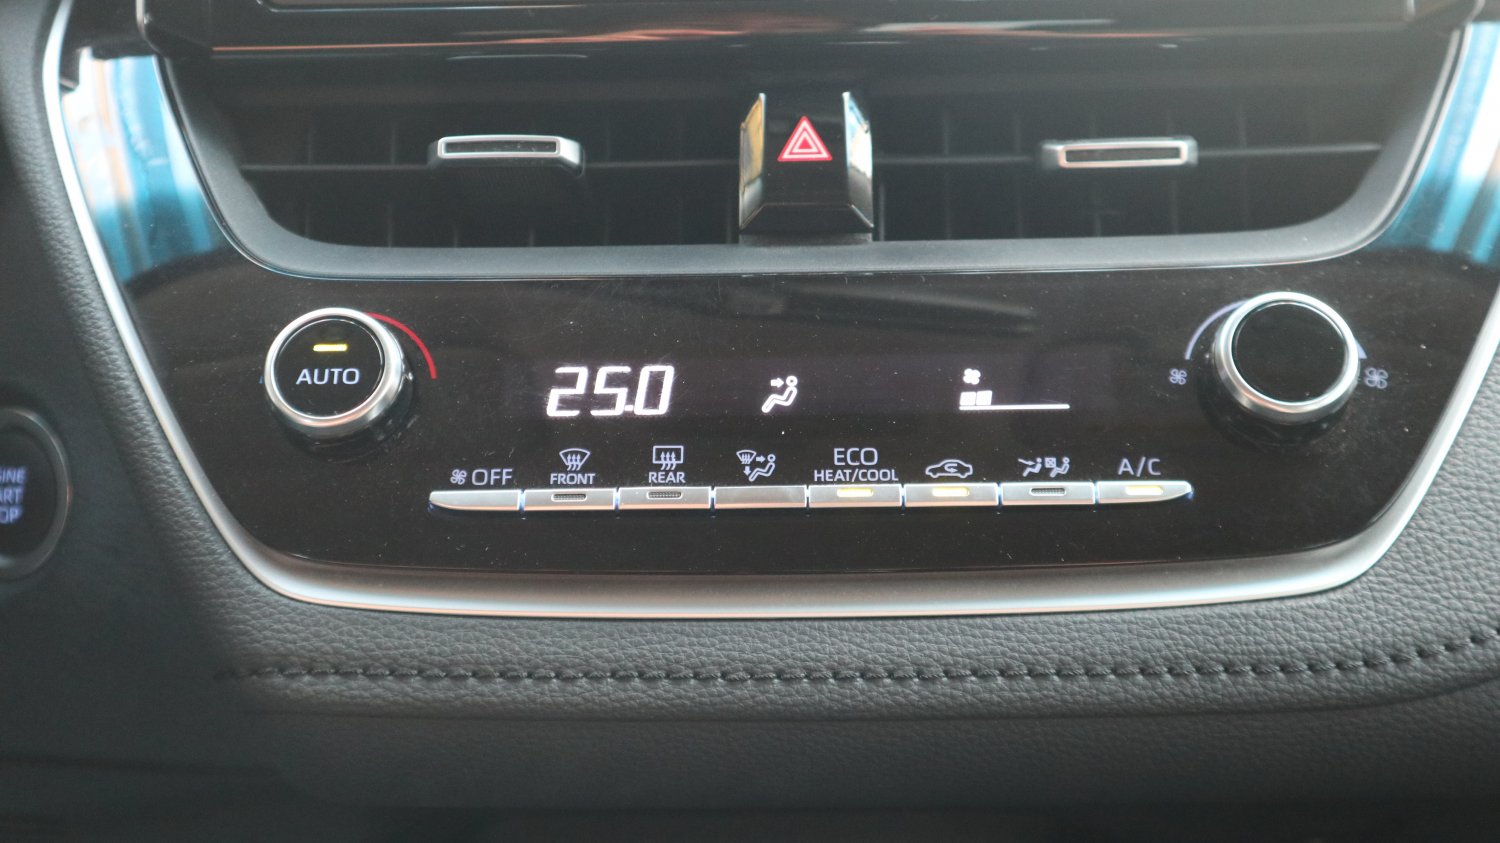 AUTO
25.0
OFF
FRONT
REAR
ECO
HEAT/COOL
A/C